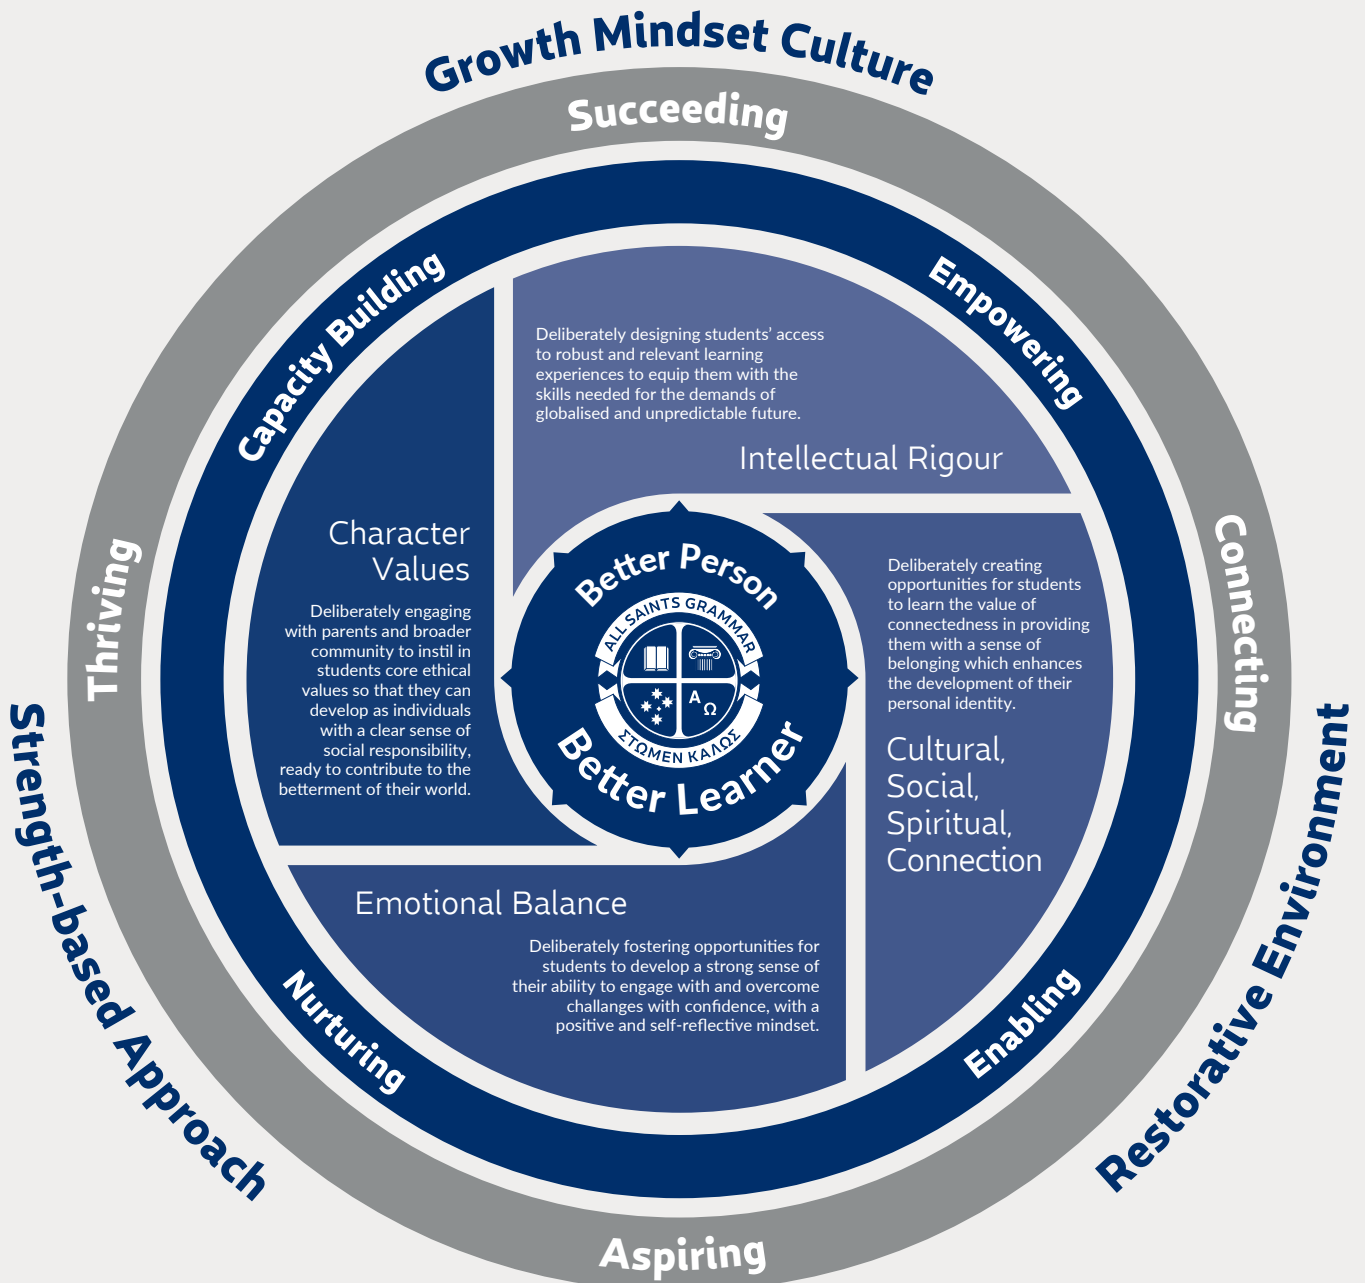 Growth Mindset Culture
Succeeding
Capacity Building
Empowering
Deliberately designing students’ access
to robust and relevant learning
experiences to equip them with the
skills needed for the demands of
globalised and unpredictable future.
Intellectual Rigour
Character
Values
Deliberately engaging
with parents and broader
community to instil in
students core ethical
values so that they can
develop as individuals
with a clear sense of
social responsibility,
ready to contribute to the
betterment of their world.
Better Person
ALL SAINTS GRAMMAR
Α
Ω
ΣΤΩΜΕΝ ΚΑΛΩΣ
Better Learner
Deliberately creating
opportunities for students
to learn the value of
connectedness in providing
them with a sense of
belonging which enhances
the development of their
personal identity.
Cultural,
Social,
Spiritual,
Connection
Thriving
Connecting
Emotional Balance
Deliberately fostering opportunities for
students to develop a strong sense of
their ability to engage with and overcome
challanges with confidence, with a
positive and self-reflective mindset.
Nurturing
Enabling
Strength-based Approach
Restorative Environment
Aspiring